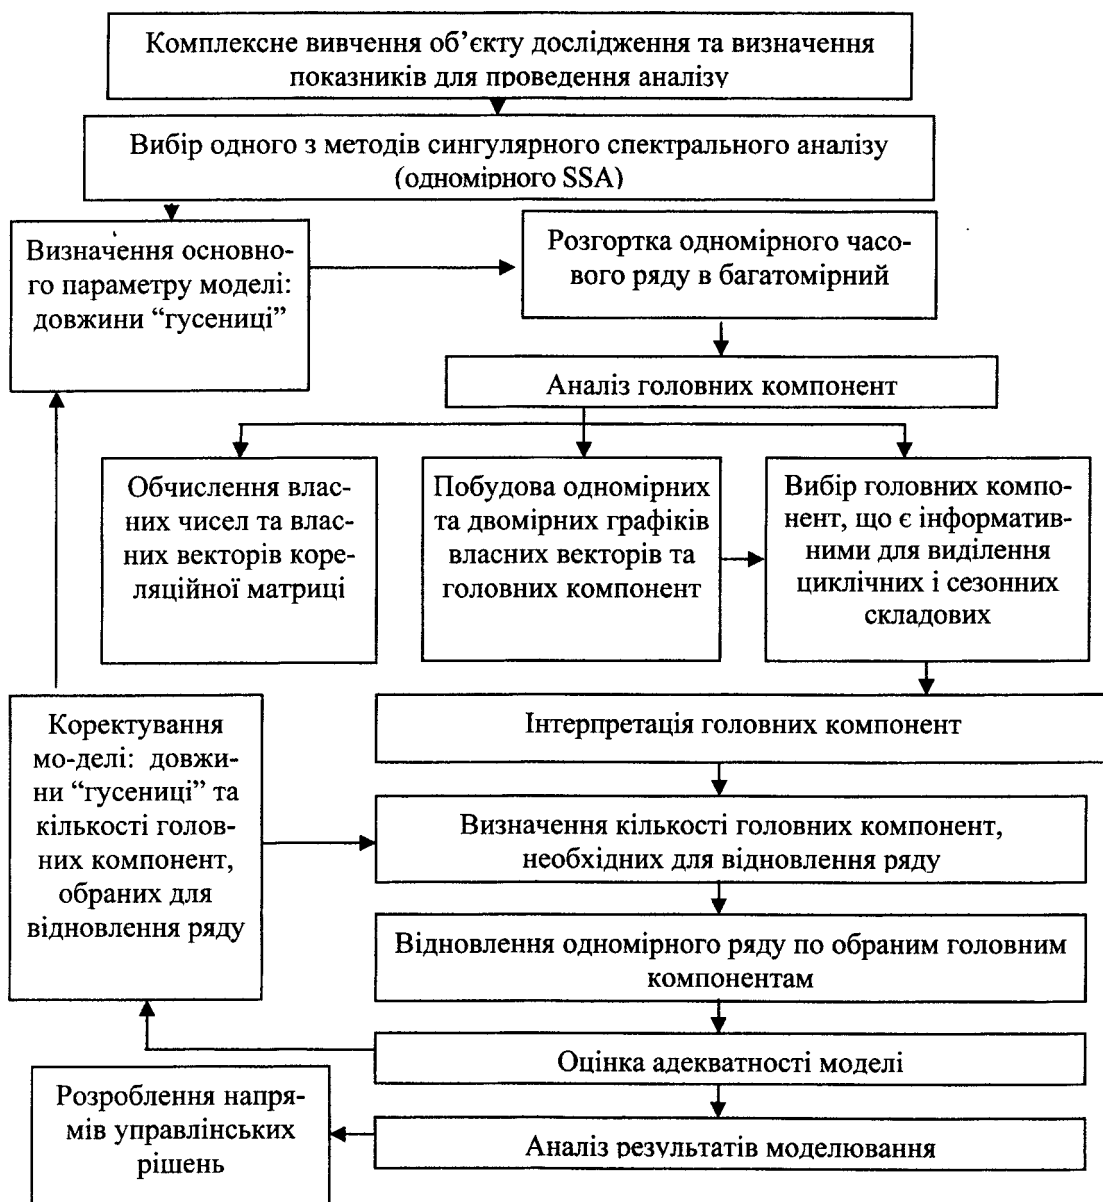 Комплексне вивчення об’єкту дослідження та визначення
показників для проведення аналізу
Вибір одного з методів сингулярного спектрального аналізу
(одномірного SSA)
Визначення основно-
го параметру моделі:
довжини “гусениці”
Розгортка одномірного часо-
вого ряду в багатомірний
Аналіз головних компонент
Обчислення влас-
них чисел та влас-
них векторів коре-
ляційної матриці
Побудова одномірних
та двомірних графіків
власних векторів та
головних компонент
Вибір головних компо-
нент, що є інформатив-
ними для виділення
циклічних і сезонних
складових
Коректування
мо-делі: довжи-
ни “гусениці” та
кількості голов-
них компонент,
обраних для
відновлення ряду
Інтерпретація головних компонент
Визначення кількості головних компонент,
необхідних для відновлення ряду
Відновлення одномірного ряду по обраним головним
компонентам
Оцінка адекватності моделі
Розроблення напря-
мів управлінських
рішень
Аналіз результатів моделювання